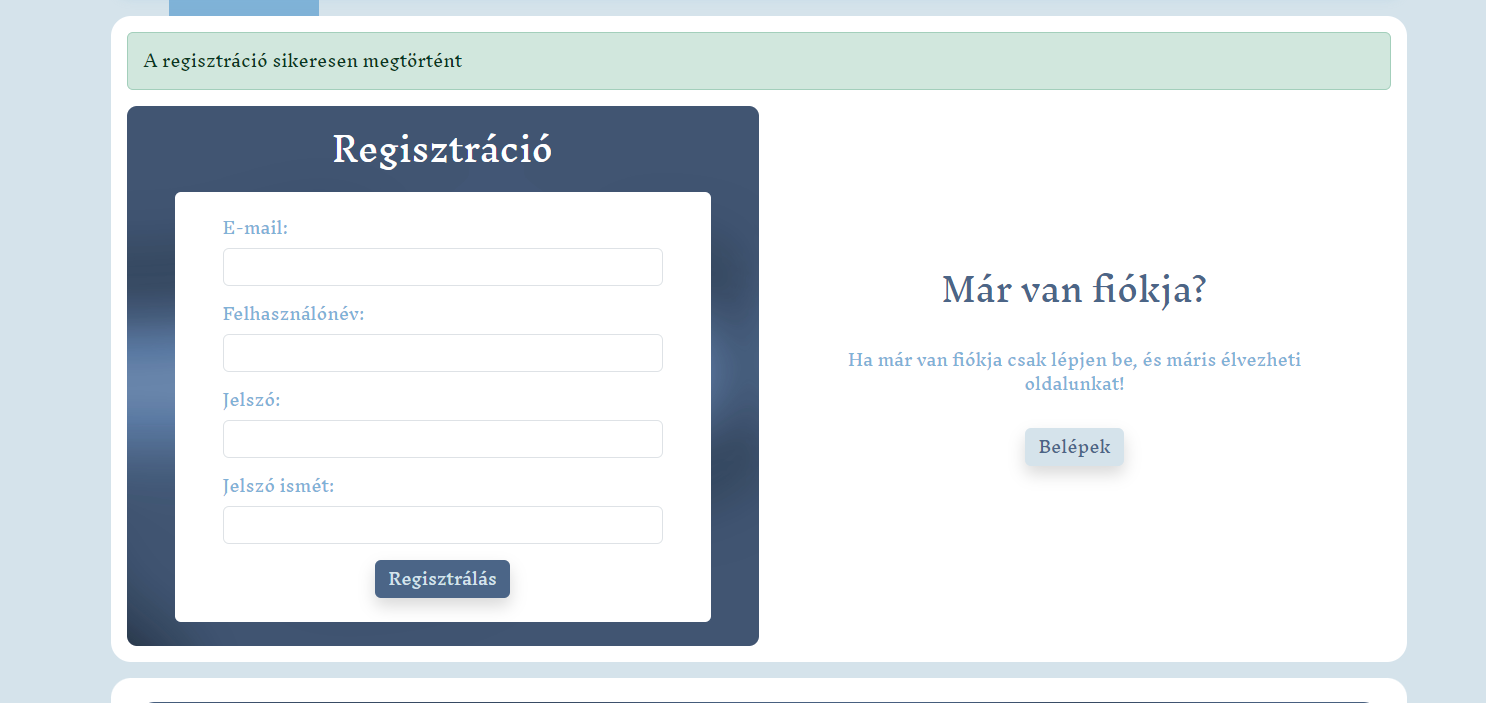 A regisztráció sikeresen megtörtént
Regisztráció
E-mail:
Felhasználónév:
Jelszó:
Jelszó ismét:
Regisztrálás
Már van fiókja?
Ha már van fiókja csak lépjen be, és máris élvezheti
oldalunkat!
Belépek